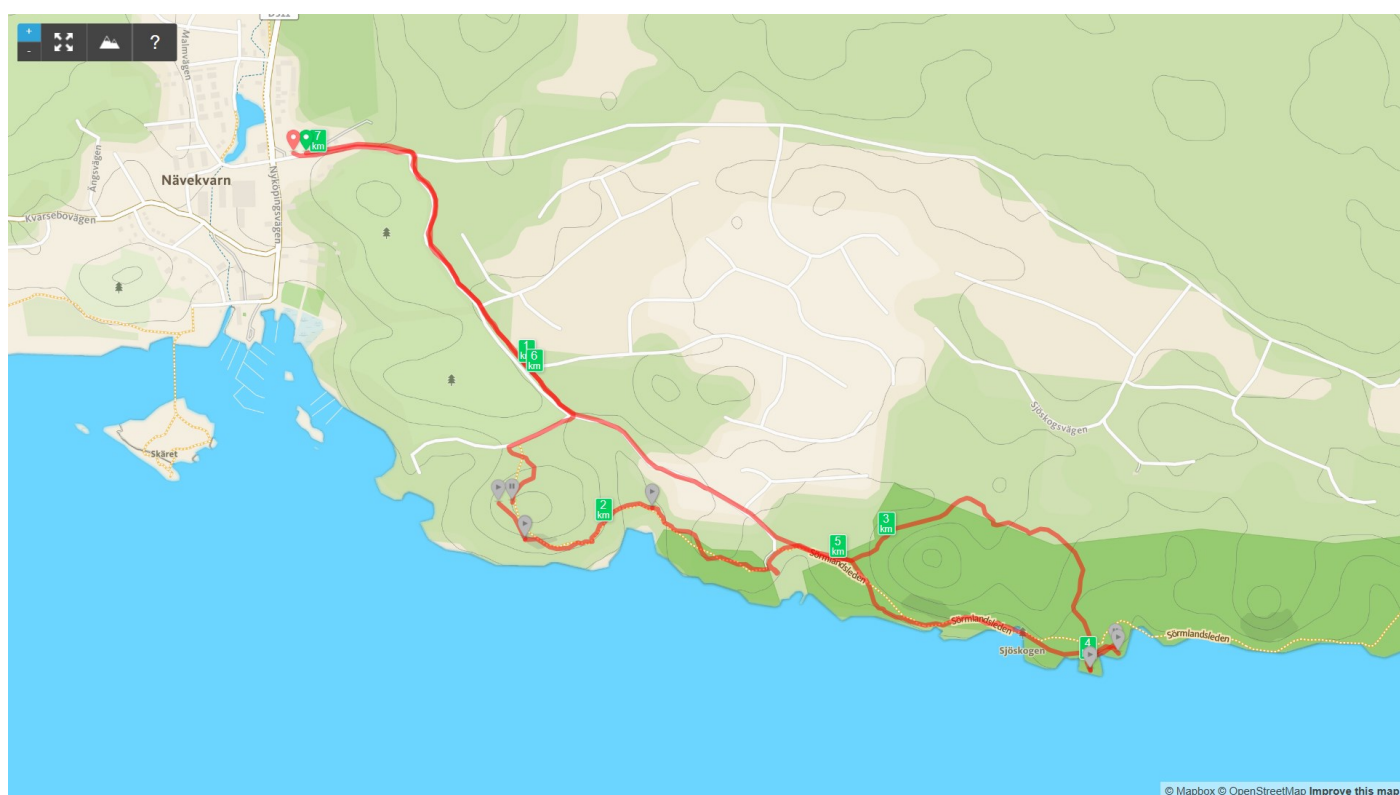 +
-
?
D511
Malmvägen
7
km
Ängsvägen
Nävekvarn
Nyköpingsvägen
Kvarsebovägen
1
6
km
Sjöskogsvägen
Skäret
2
km
3
km
5
km
Sörmlandsleden
Sörmlandsleden
Sörmlandsleden
4
Sjöskogen
© Mapbox © OpenStreetMap Improve this map